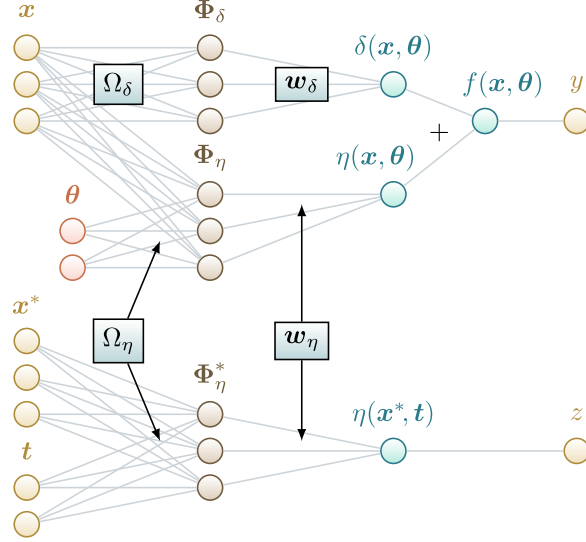 x
Φ_δ
Ω_δ
w_δ
δ(x, θ)
f(x, θ)
y
+
Φ_η
η(x, θ)
θ
x*
Ω_η
w_η
Φ*_η
η(x*, t)
z
t